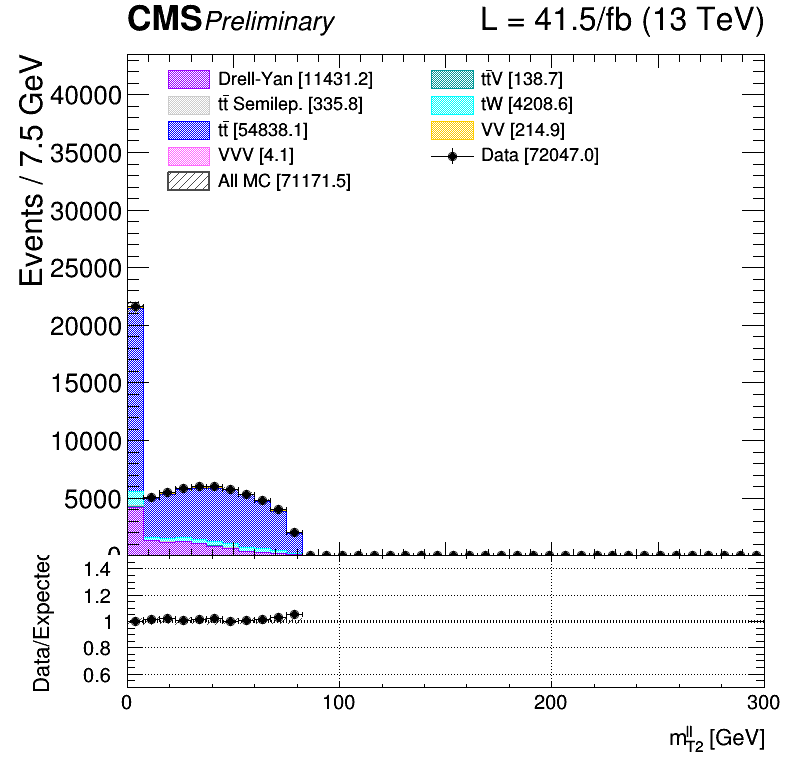 CMS Preliminary L = 41.5/fb (13 TeV)
Events / 7.5 GeV
40000
35000
30000
25000
20000
15000
10000
5000
0
Drell-Yan [11431.2]
tt̄ Semilep. [335.8]
tt̄ [54838.1]
VVV [4.1]
All MC [71171.5]
tt̄V [138.7]
tW [4208.6]
VV [214.9]
Data [72047.0]
Data/Expected
1.4
1.2
1
0.8
0.6
0 100 200 300
m_T2^ll [GeV]